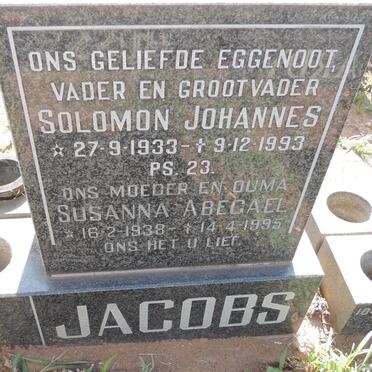 ONS GELIEFDE EGGENOOT,
VADER EN GROOTVADER
SOLOMON JOHANNES
☆ 27-9-1933 - ✝ 9-12-1993
PS. 23.
ONS MOEDER EN OUMA
SUSANNA ABEGAEL
☆ 16-2-1938 - ✝ 14-4-1995
ONS HET U LIEF
JACOBS